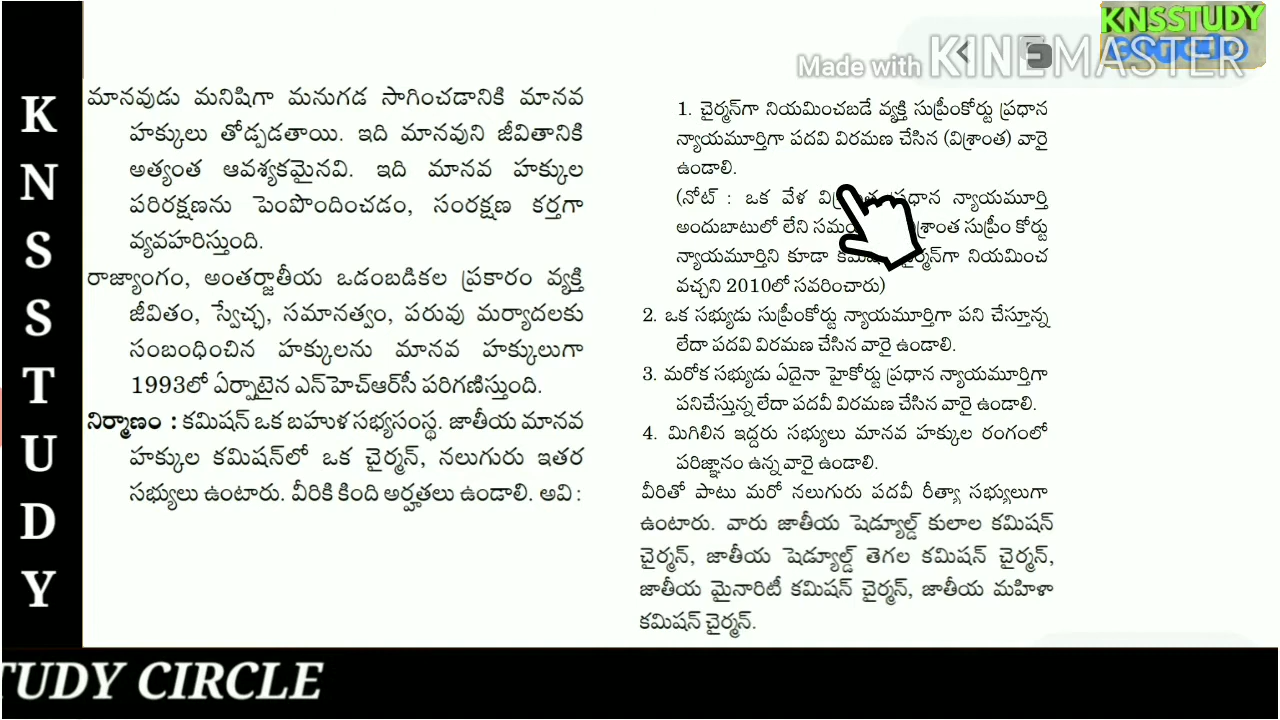 KNSSTUDY
Made with KINEMASTER
KNSSTUDY
మానవుడు మనిషిగా మనుగడ సాగించడానికి మానవ
హక్కులు తోడ్పడతాయి. ఇది మానవుని జీవితానికి
అత్యంత ఆవశ్యకమైనవి. ఇది మానవ హక్కుల
పరిరక్షణను పెంపొందించడం, సంరక్షణ కర్తగా
వ్యవహరిస్తుంది.
రాజ్యాంగం, అంతర్జాతీయ ఒడంబడికల ప్రకారం వ్యక్తి
జీవితం, స్వేచ్ఛ, సమానత్వం, పరువు మర్యాదలకు
సంబంధించిన హక్కులను మానవ హక్కులుగా
1993లో ఏర్పాటైన ఎన్‌హెచ్‌ఆర్‌సీ పరిగణిస్తుంది.
నిర్మాణం : కమిషన్ ఒక బహుళ సభ్యసంస్థ. జాతీయ మానవ
హక్కుల కమిషన్‌లో ఒక చైర్మన్, నలుగురు ఇతర
సభ్యులు ఉంటారు. వీరికి కింది అర్హతలు ఉండాలి. అవి :
1. చైర్మన్‌గా నియమించబడే వ్యక్తి సుప్రీంకోర్టు ప్రధాన
న్యాయమూర్తిగా పదవి విరమణ చేసిన (విశ్రాంత) వారై
ఉండాలి.
(నోట్ : ఒక వేళ ప్రధాన న్యాయమూర్తి
అందుబాటులో లేని సుప్రీం కోర్టు
న్యాయమూర్తిని కూడా చైర్మన్‌గా నియమించ
వచ్చని 2010లో సవరించారు)
2. ఒక సభ్యుడు సుప్రీంకోర్టు న్యాయమూర్తిగా పని చేస్తూన్న
లేదా పదవి విరమణ చేసిన వారై ఉండాలి.
3. మరోక సభ్యుడు ఏదైనా హైకోర్టు ప్రధాన న్యాయమూర్తిగా
పనిచేస్తున్న లేదా పదవీ విరమణ చేసిన వారై ఉండాలి.
4. మిగిలిన ఇద్దరు సభ్యులు మానవ హక్కుల రంగంలో
పరిజ్ఞానం ఉన్న వారై ఉండాలి.
వీరితో పాటు మరో నలుగురు పదవీ రీత్యా సభ్యులుగా
ఉంటారు. వారు జాతీయ షెడ్యూల్డ్ కులాల కమిషన్
చైర్మన్, జాతీయ షెడ్యూల్డ్ తెగల కమిషన్ చైర్మన్,
జాతీయ మైనారిటీ కమిషన్ చైర్మన్, జాతీయ మహిళా
కమిషన్ చైర్మన్.
TUDY CIRCLE